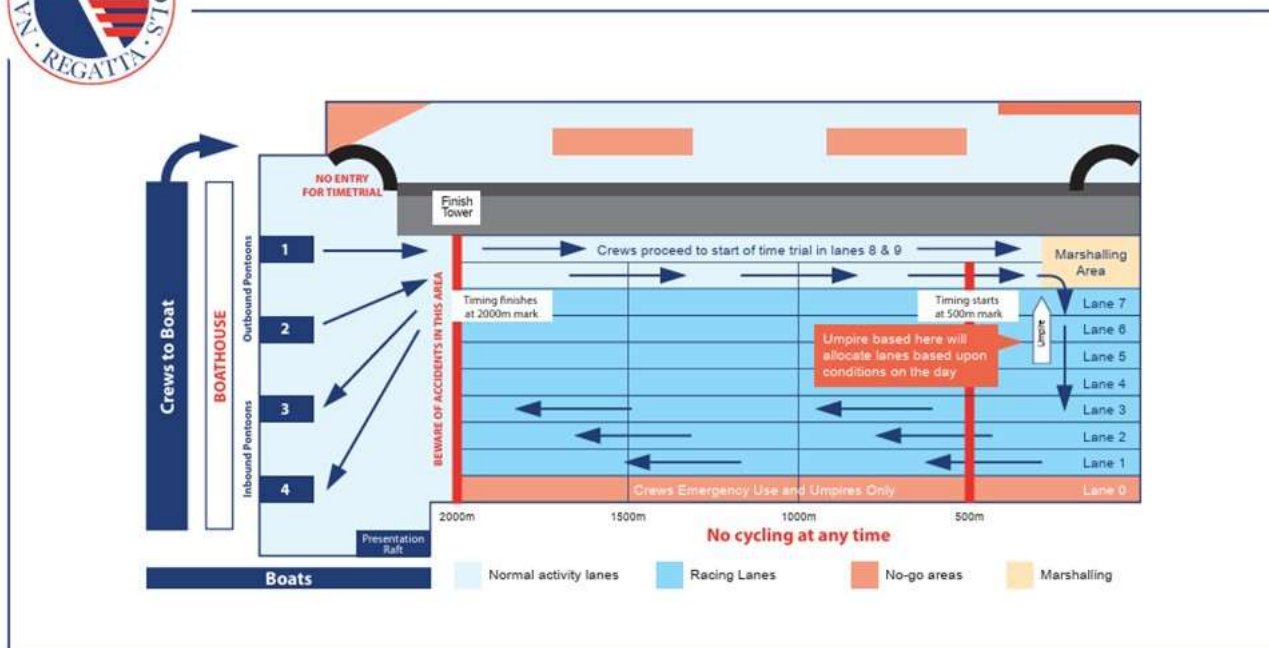 REGATTA
NO ENTRY
FOR TIMETRIAL
Finish
Tower
Crews to Boat
BOATHOUSE
Outbound Pontoons
Inbound Pontoons
1
2
3
4
Crews proceed to start of time trial in lanes 8 & 9
Marshalling
Area
BEWARE OF ACCIDENTS IN THIS AREA
Timing finishes
at 2000m mark
Timing starts
at 500m mark
Umpire
Umpire based here will
allocate lanes based upon
conditions on the day
Lane 7
Lane 6
Lane 5
Lane 4
Lane 3
Lane 2
Lane 1
Crews Emergency Use and Umpires Only
Lane 0
2000m
1500m
1000m
500m
No cycling at any time
Presentation
Raft
Boats
Normal activity lanes
Racing Lanes
No-go areas
Marshalling